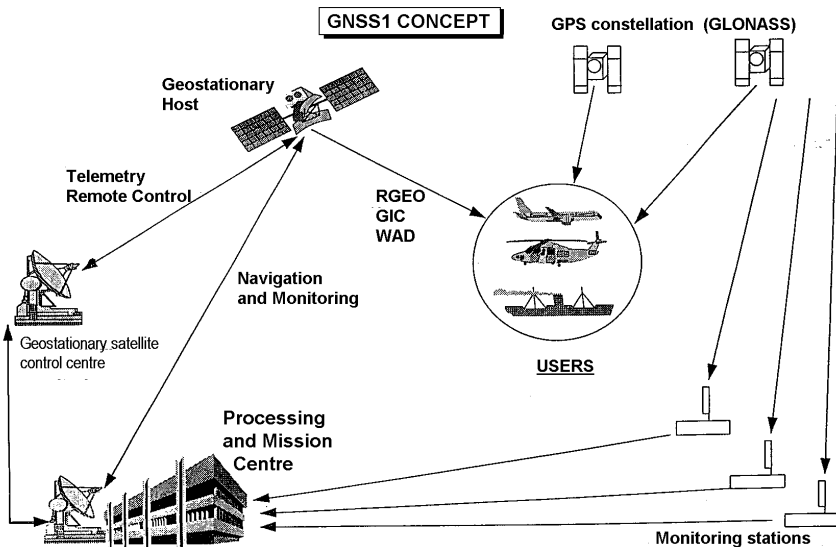 GNSS1 CONCEPT
GPS constellation (GLONASS)
Geostationary
Host
Telemetry
Remote Control
RGEO
GIC
WAD
Navigation
and Monitoring
Geostationary satellite
control centre
USERS
Processing
and Mission
Centre
Monitoring stations